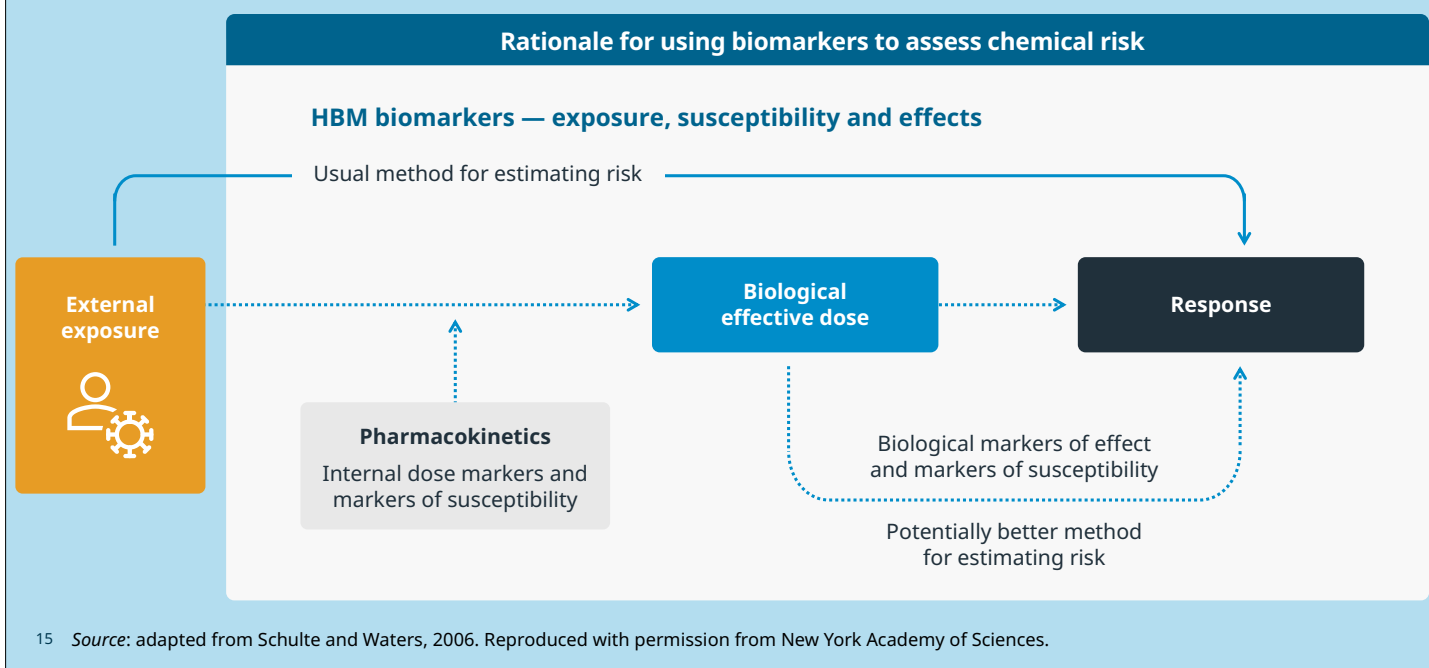 Rationale for using biomarkers to assess chemical risk
HBM biomarkers — exposure, susceptibility and effects
Usual method for estimating risk
External
exposure
Biological
effective dose
Response
Pharmacokinetics
Internal dose markers and
markers of susceptibility
Biological markers of effect
and markers of susceptibility
Potentially better method
for estimating risk
15 Source: adapted from Schulte and Waters, 2006. Reproduced with permission from New York Academy of Sciences.